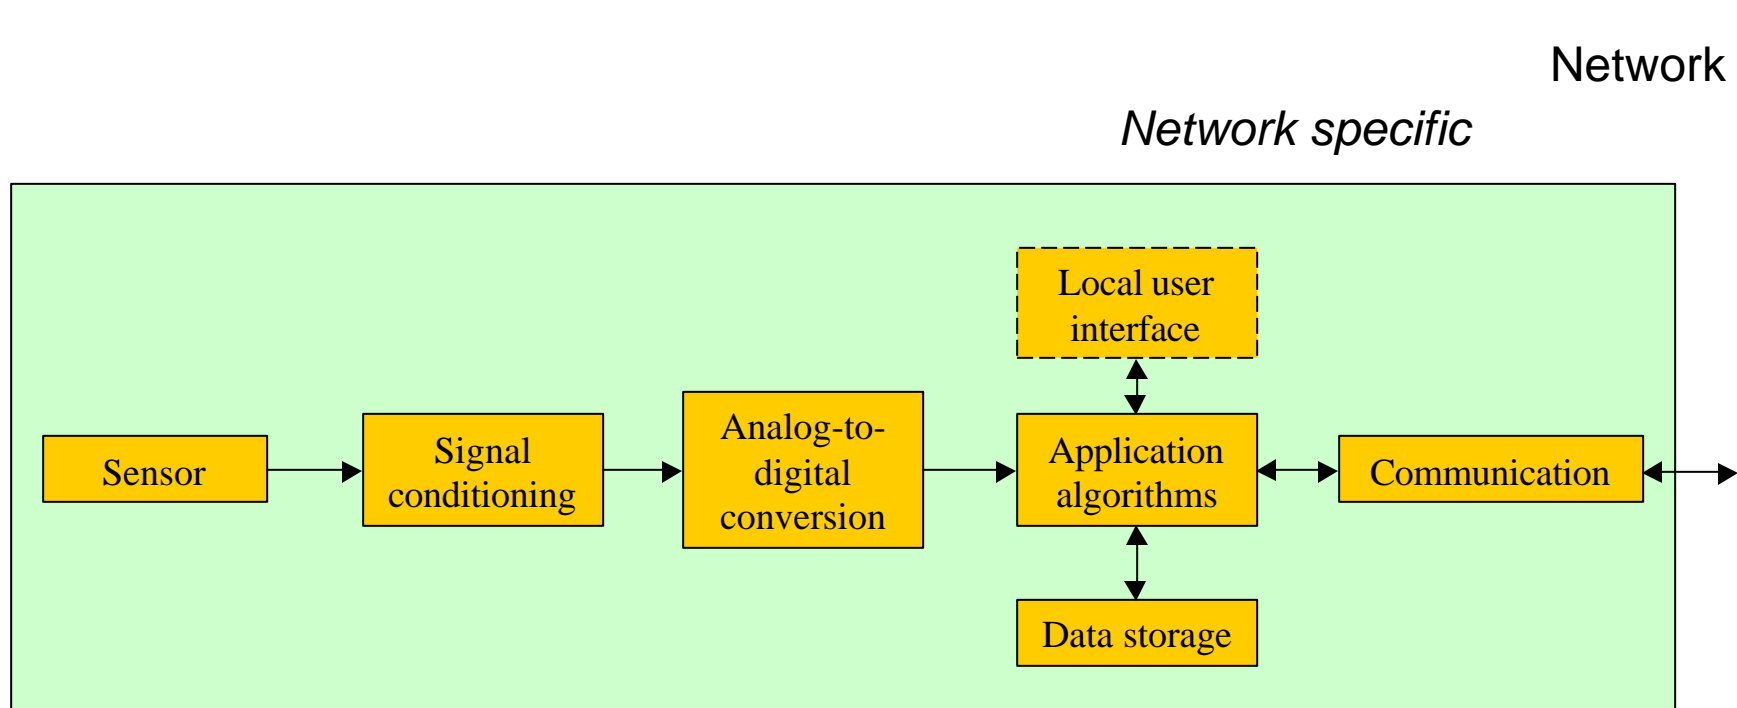 Network
Network specific
Local user
interface
Sensor
Signal
conditioning
Analog-to-
digital
conversion
Application
algorithms
Communication
Data storage